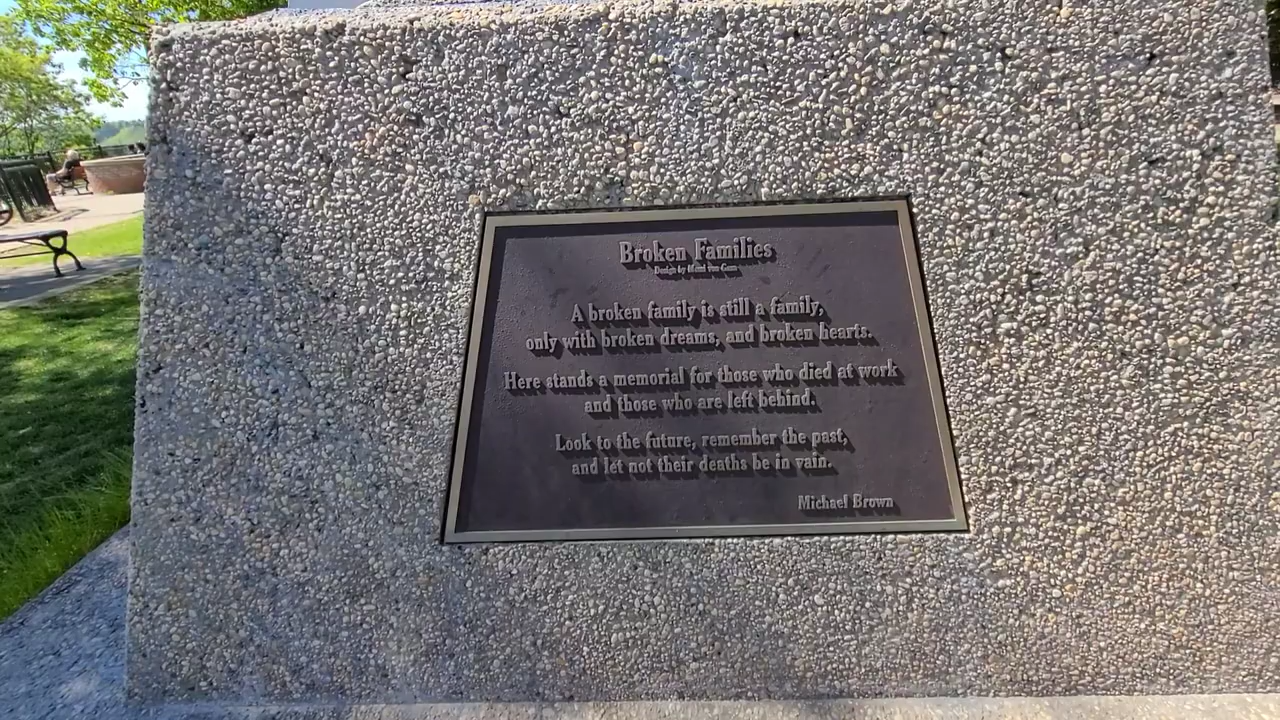 Broken Families
Design by
A broken family is still a family,
only with broken dreams, and broken hearts.
Here stands a memorial for those who died at work
and those who are left behind.
Look to the future, remember the past,
and let not their deaths be in vain.
Michael Brown